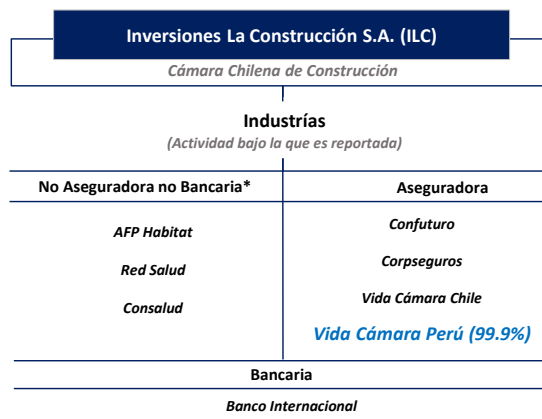 Inversiones La Construcción S.A. (ILC)
Cámara Chilena de Construcción
Industrías
(Actividad bajo la que es reportada)
No Aseguradora no Bancaria*
AFP Habitat
Red Salud
Consalud
Aseguradora
Confuturo
Corpseguros
Vida Cámara Chile
Vida Cámara Perú (99.9%)
Bancaria
Banco Internacional